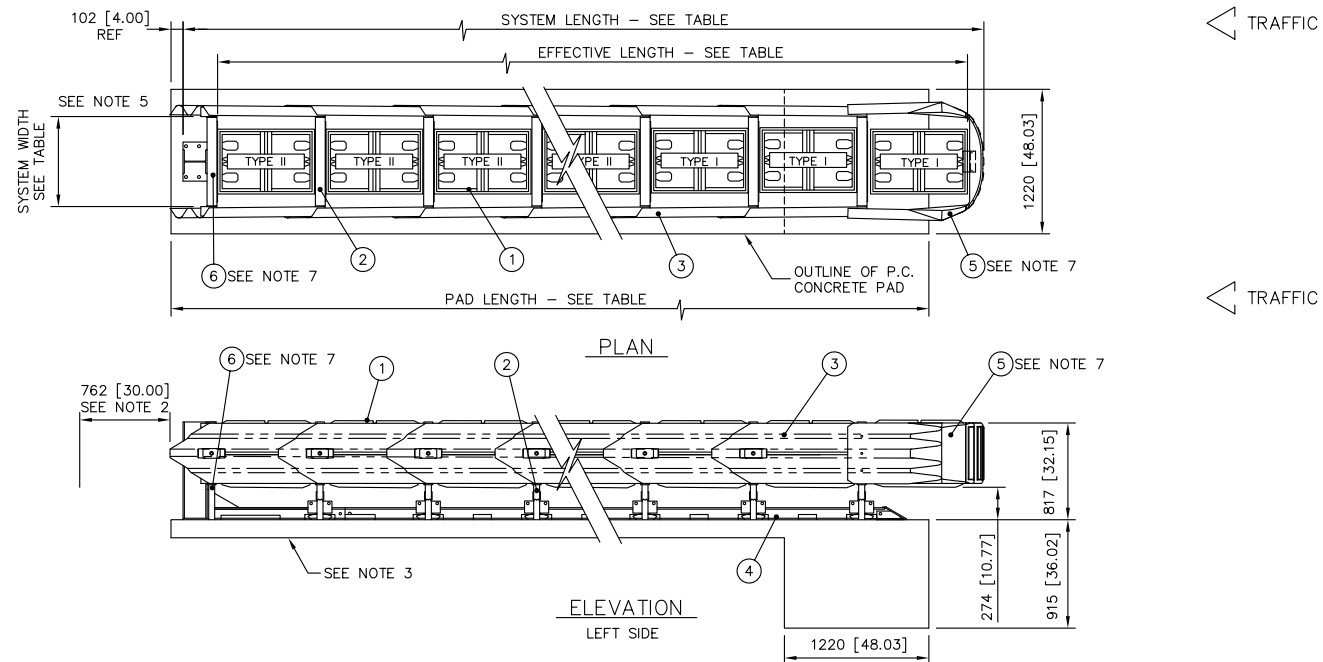 102 [4.00]
REF
SYSTEM LENGTH – SEE TABLE
TRAFFIC
EFFECTIVE LENGTH – SEE TABLE
SEE NOTE 5
SYSTEM WIDTH
SEE TABLE
TYPE II
TYPE II
TYPE II
TYPE II
TYPE I
TYPE I
TYPE I
1220 [48.03]
6 SEE NOTE 7
2
1
3
OUTLINE OF P.C.
CONCRETE PAD
5 SEE NOTE 7
PAD LENGTH – SEE TABLE
TRAFFIC
PLAN
6 SEE NOTE 7
1
2
3
5 SEE NOTE 7
762 [30.00]
SEE NOTE 2
817 [32.15]
SEE NOTE 3
4
274 [10.77]
915 [36.02]
ELEVATION
LEFT SIDE
1220 [48.03]